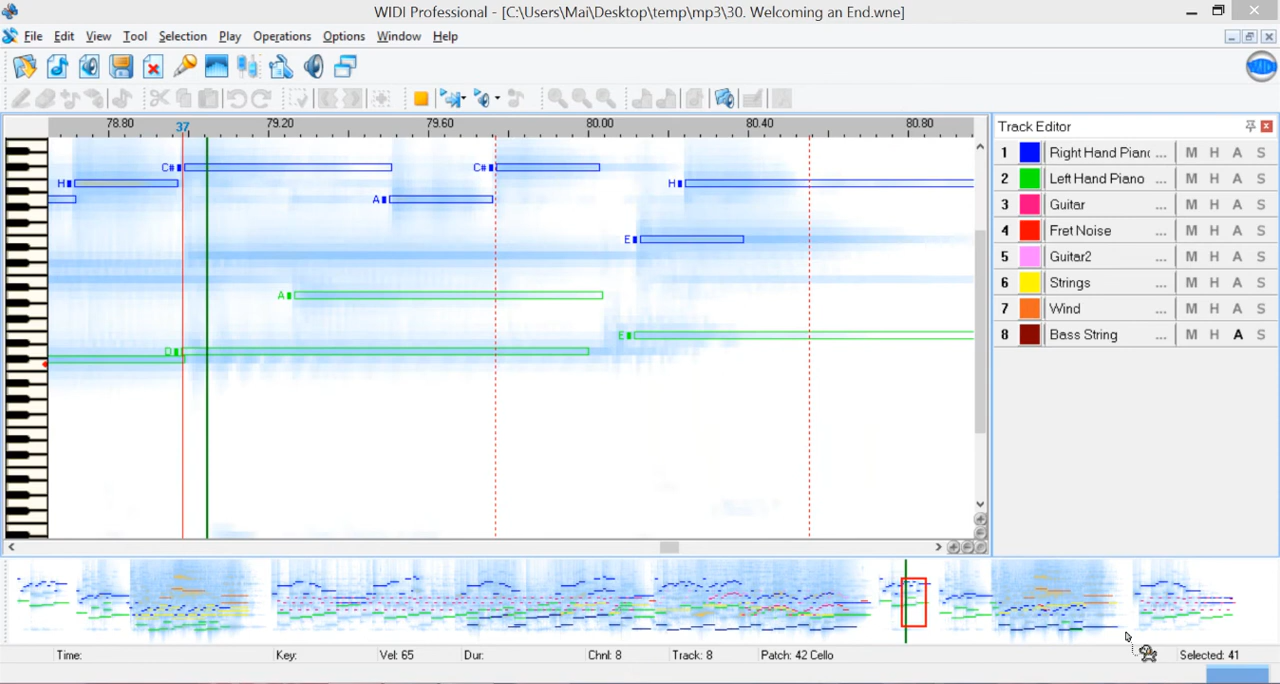 WIDI Professional - [C:\Users\Mai\Desktop\temp\mp3\30. Welcoming an End.wne]
File Edit View Tool Selection Play Operations Options Window Help
WIDI
78.80 37 79.20 79.60 80.00 80.40 80.80
Track Editor
C# C#
H A H
E
A
E
D
1 Right Hand Pianc ... M H A S
2 Left Hand Piano ... M H A S
3 Guitar ... M H A S
4 Fret Noise ... M H A S
5 Guitar2 ... M H A S
6 Strings ... M H A S
7 Wind ... M H A S
8 Bass String ... M H A S
Time: Key: Vel: 65 Dur: Chnl: 8 Track: 8 Patch: 42 Cello Selected: 41